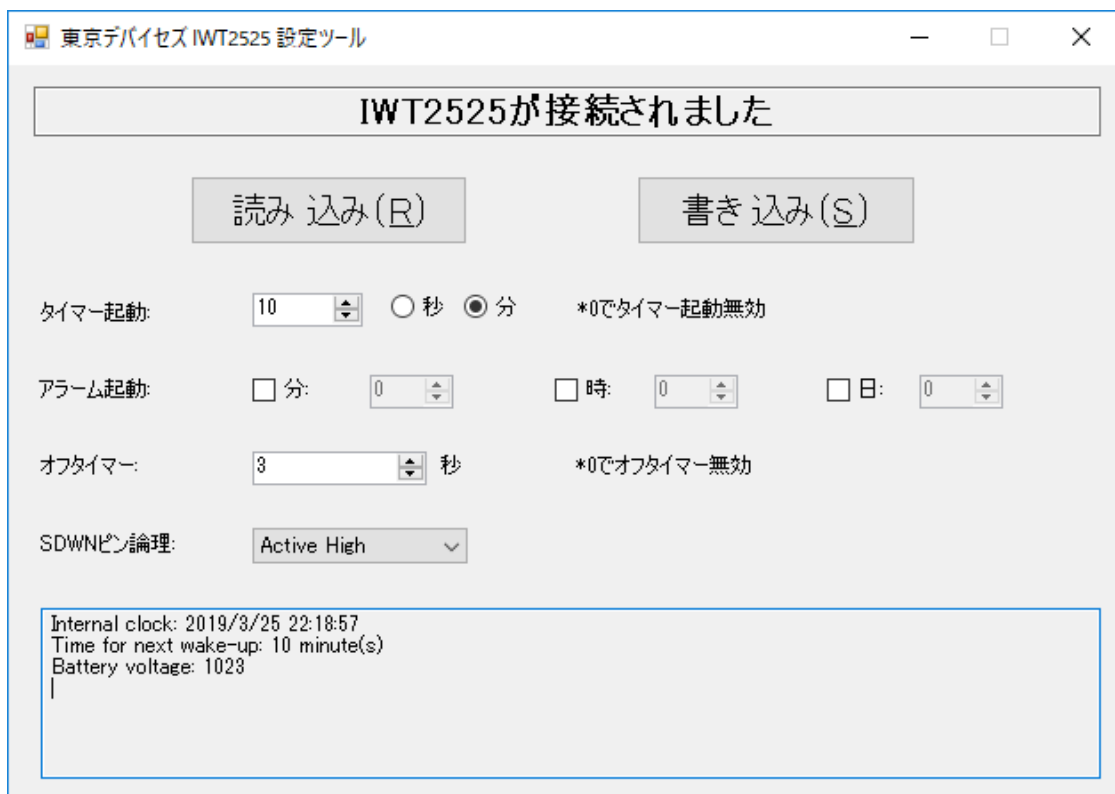 東京デバイセズ IWT2525 設定ツール
IWT2525が接続されました
読み込み(R) 書き込み(S)
タイマー起動: 10 秒 分 *0でタイマー起動無効
アラーム起動: 分: 0 時: 0 日: 0
オフタイマー: 3 秒 *0でオフタイマー無効
SDWNピン論理: Active High
Internal clock: 2019/3/25 22:18:57
Time for next wake-up: 10 minute(s)
Battery voltage: 1023